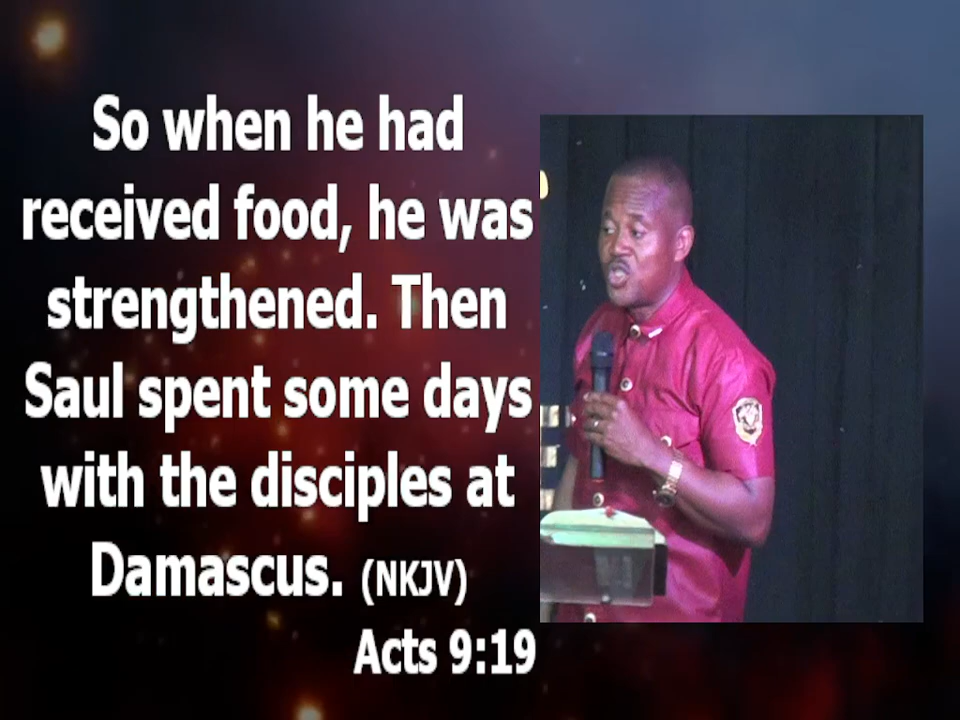 So when he had
received food, he was
strengthened. Then
Saul spent some days
with the disciples at
Damascus. (NKJV)
Acts 9:19